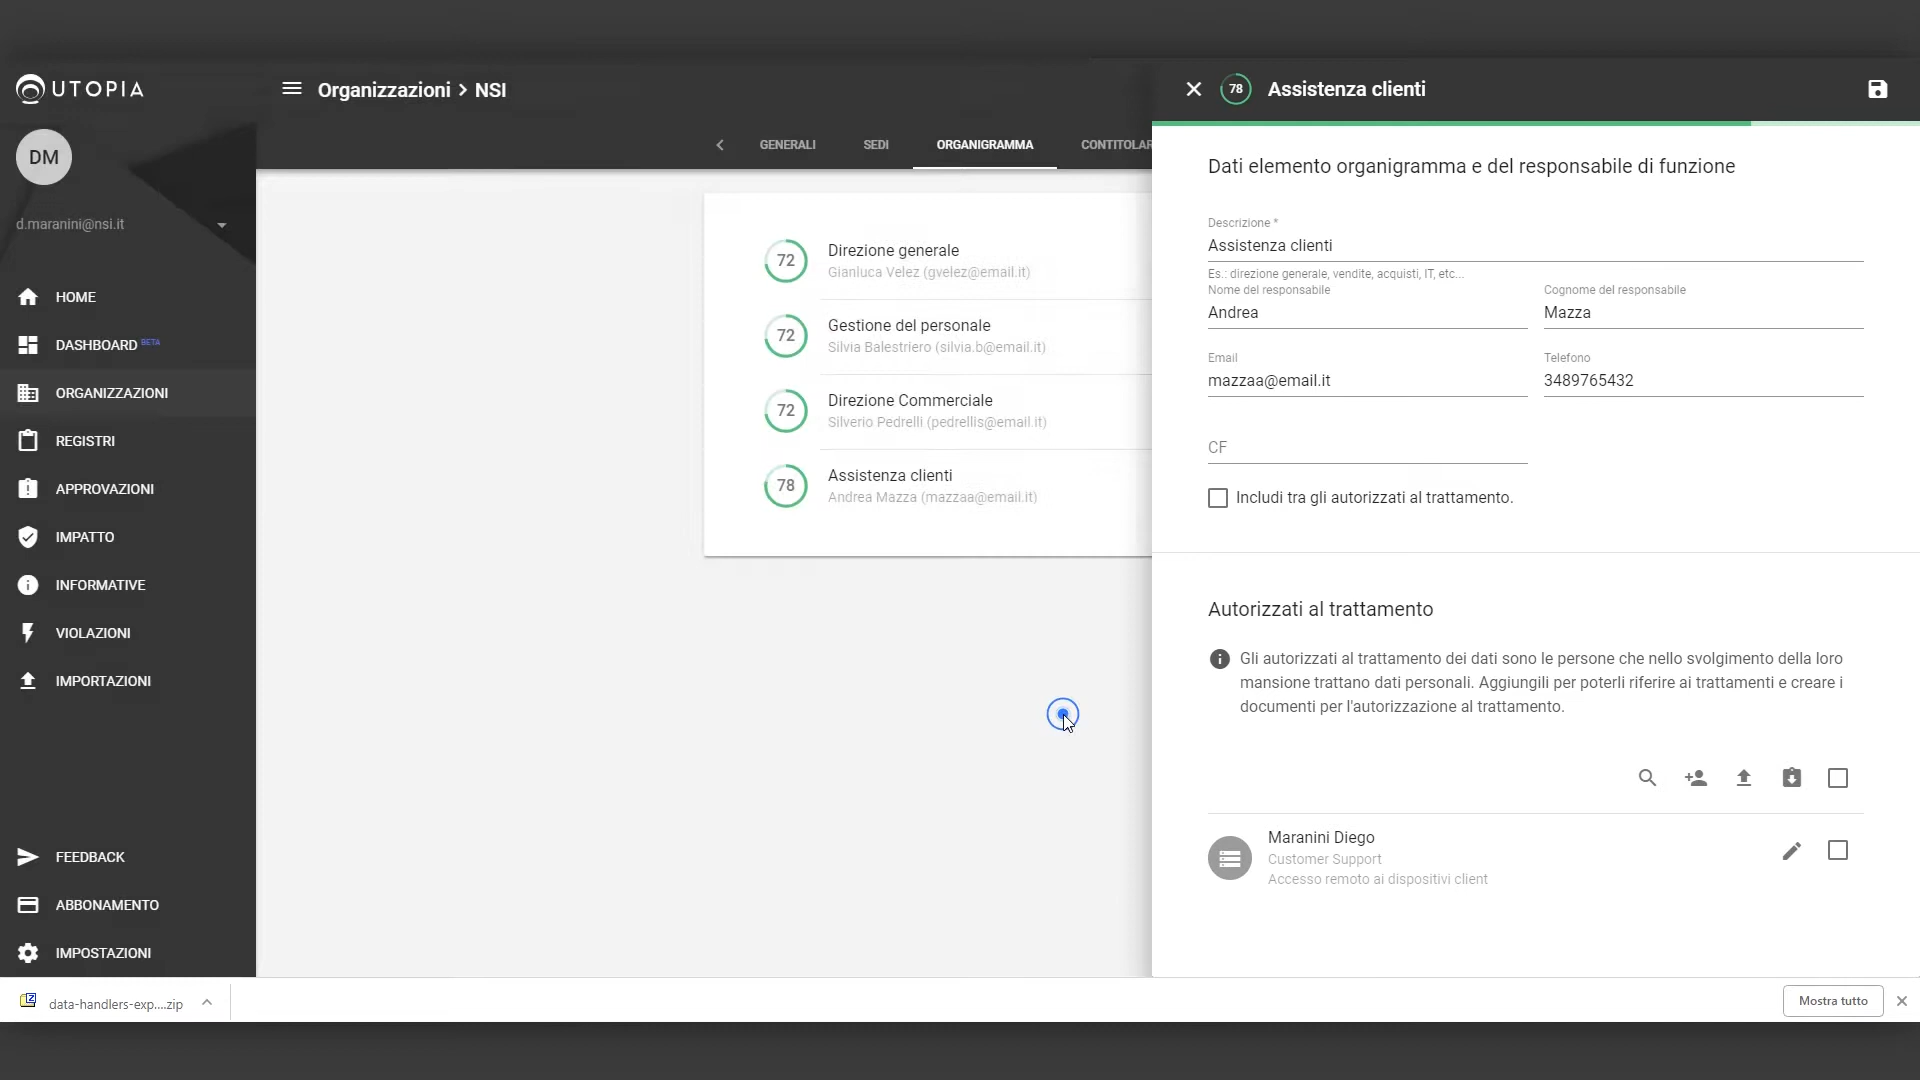 UTOPIA
DM
d.maranini@nsi.it
HOME
DASHBOARD BETA
ORGANIZZAZIONI
REGISTRI
APPROVAZIONI
IMPATTO
INFORMATIVE
VIOLAZIONI
IMPORTAZIONI
FEEDBACK
ABBONAMENTO
IMPOSTAZIONI
Organizzazioni > NSI
GENERALI
SEDI
ORGANIGRAMMA
CONTITOLAR
72
Direzione generale
Gianluca Velez (gvelez@email.it)
72
Gestione del personale
Silvia Balestriero (silvia.b@email.it)
72
Direzione Commerciale
Silverio Pedrelli (pedrellis@email.it)
78
Assistenza clienti
Andrea Mazza (mazzaa@email.it)
78 Assistenza clienti
Dati elemento organigramma e del responsabile di funzione
Descrizione *
Assistenza clienti
Es.: direzione generale, vendite, acquisti, IT, etc...
Nome del responsabile
Andrea
Cognome del responsabile
Mazza
Email
mazzaa@email.it
Telefono
3489765432
CF
Includi tra gli autorizzati al trattamento.
Autorizzati al trattamento
Gli autorizzati al trattamento dei dati sono le persone che nello svolgimento della loro
mansione trattano dati personali. Aggiungili per poterli riferire ai trattamenti e creare i
documenti per l'autorizzazione al trattamento.
Maranini Diego
Customer Support
Accesso remoto ai dispositivi client
data-handlers-exp....zip
Mostra tutto